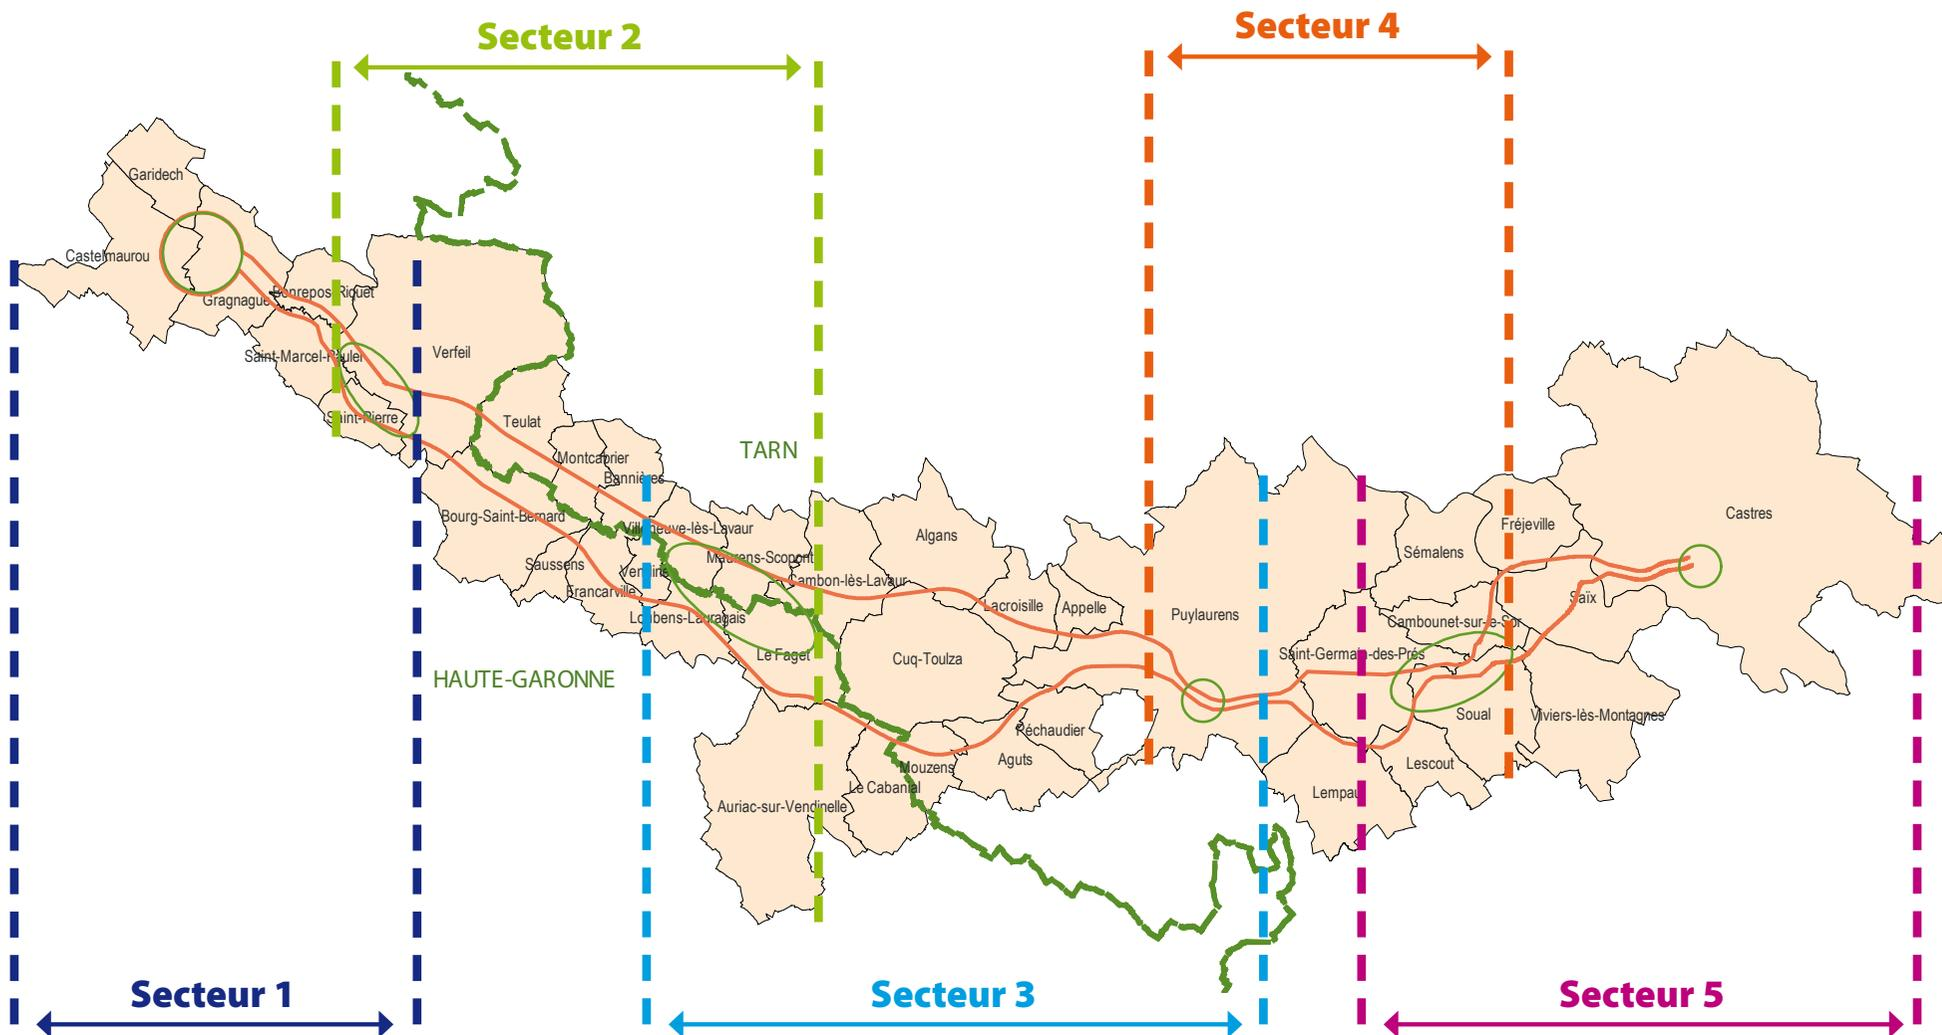 Secteur 2
Secteur 4
Garidech
Castelmaurou
Gragnague
Bonrepos-Riquet
Saint-Marcel-Paulel
Verfeil
Saint-Pierre
Teulat
TARN
Montcabrier
Bannières
Bourg-Saint-Bernard
Villeneuve-lès-Lavaur
Maurens-Scopont
Saussens
Vendine
Francarville
Cambon-lès-Lavaur
Loubens-Lauragais
Le Faget
HAUTE-GARONNE
Algans
Lacroisille
Appelle
Cuq-Toulza
Puylaurens
Sémalens
Fréjeville
Castres
Saïx
Cambounet-sur-le-Sor
Saint-Germain-des-Prés
Soual
Viviers-lès-Montagnes
Péchaudier
Aguts
Mouzens
Le Cabanial
Auriac-sur-Vendinelle
Lescout
Lempaut
Secteur 1
Secteur 3
Secteur 5